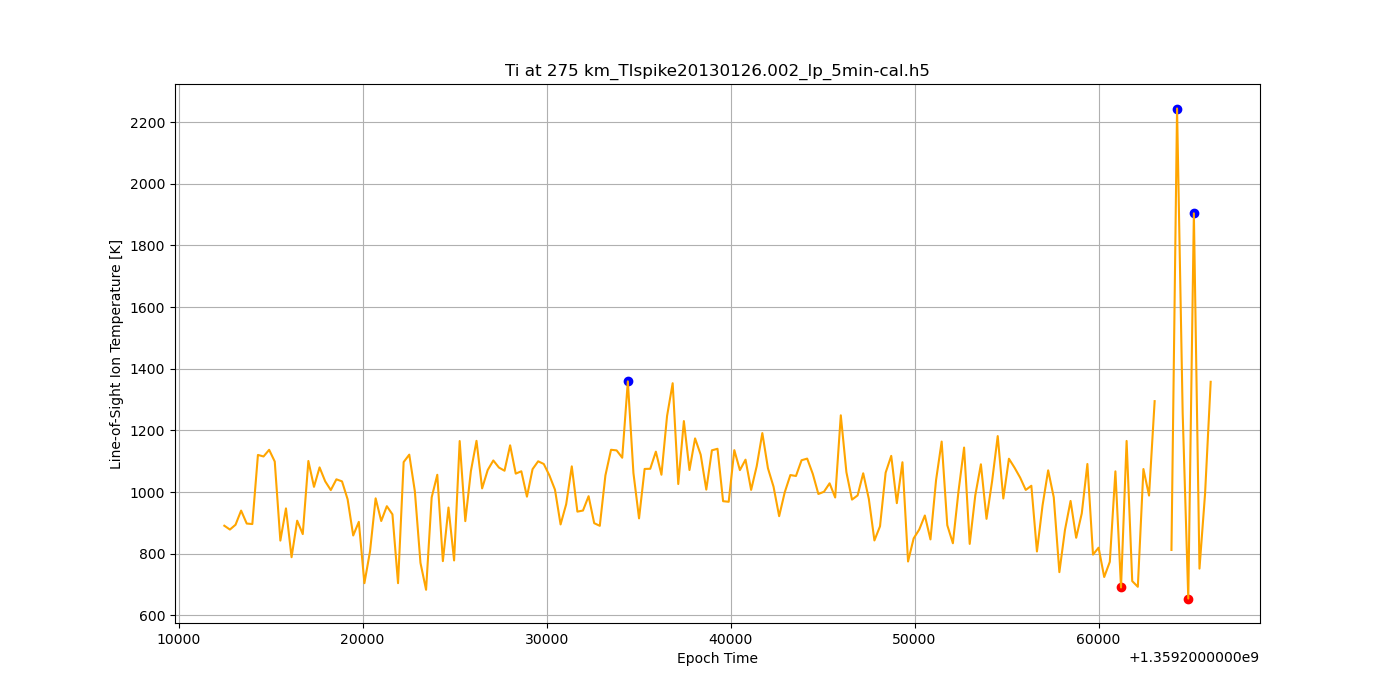 Ti at 275 km_TIspike20130126.002_lp_5min-cal.h5
Line-of-Sight Ion Temperature [K]
2200
2000
1800
1600
1400
1200
1000
800
600
10000 20000 30000 40000 50000 60000
Epoch Time
+1.3592000000e9